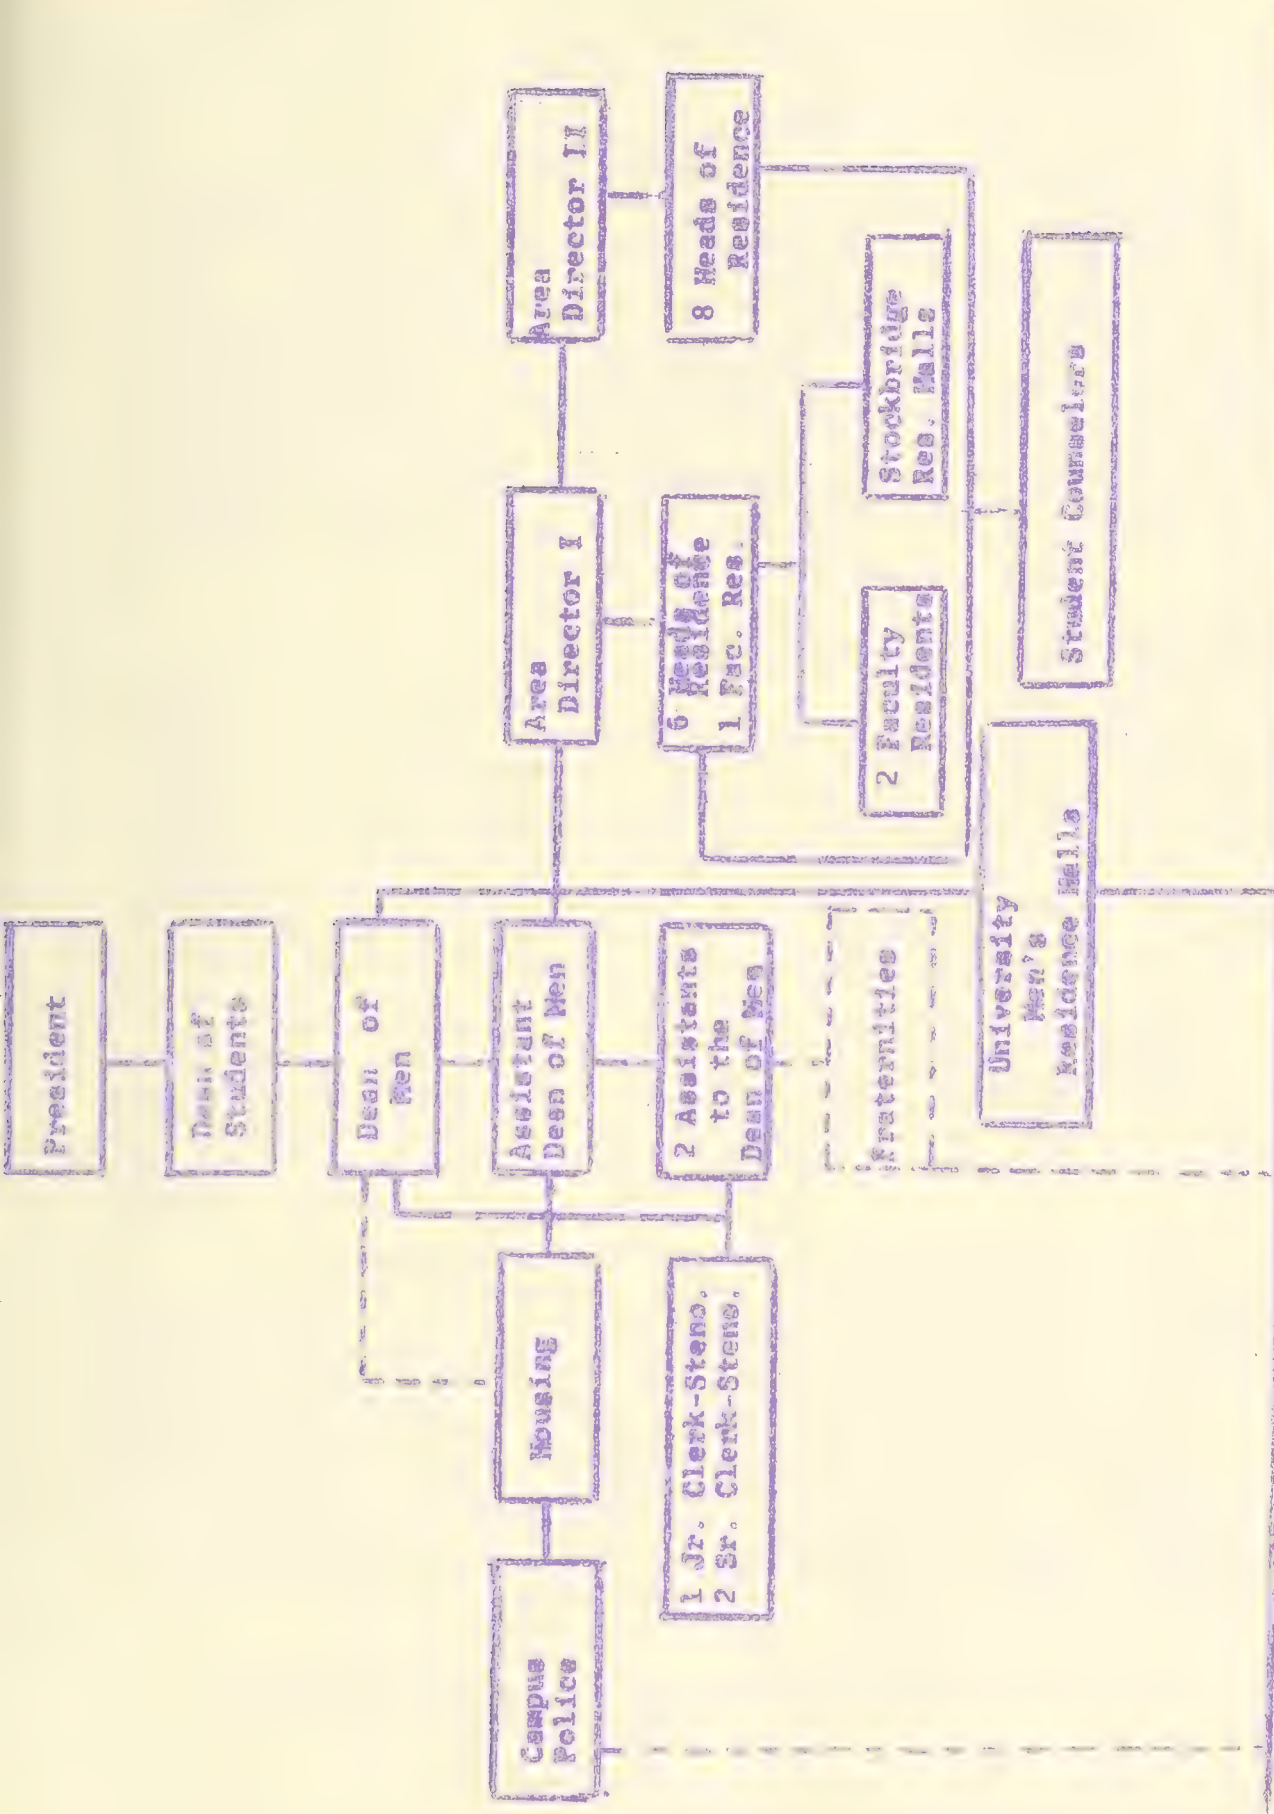 President
Dean of
Students
Dean of
Men
Assistant
Dean of Men
2 Assistants
to the
Dean of Men
Fraternities
Campus
Police
Housing
1 Jr. Clerk-Steno.
2 Sr. Clerk-Steno.
Area
Director I
Area
Director II
6 Heads of
Residence
1 Fac. Res.
8 Heads of
Residence
2 Faculty
Residents
Stockbridge
Res. Halls
University
Men's
Residence Halls
Student Counselors